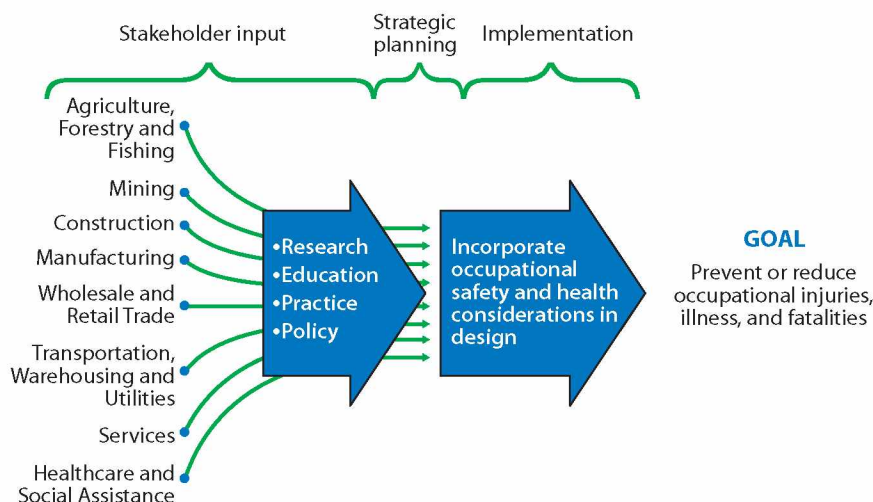 Stakeholder input
Strategic
planning
Implementation
Agriculture,
Forestry and
Fishing
Mining
Construction
Manufacturing
Wholesale and
Retail Trade
Transportation,
Warehousing and
Utilities
Services
Healthcare and
Social Assistance
•Research
•Education
•Practice
•Policy
Incorporate
occupational
safety and health
considerations in
design
GOAL
Prevent or reduce
occupational injuries,
illness, and fatalities